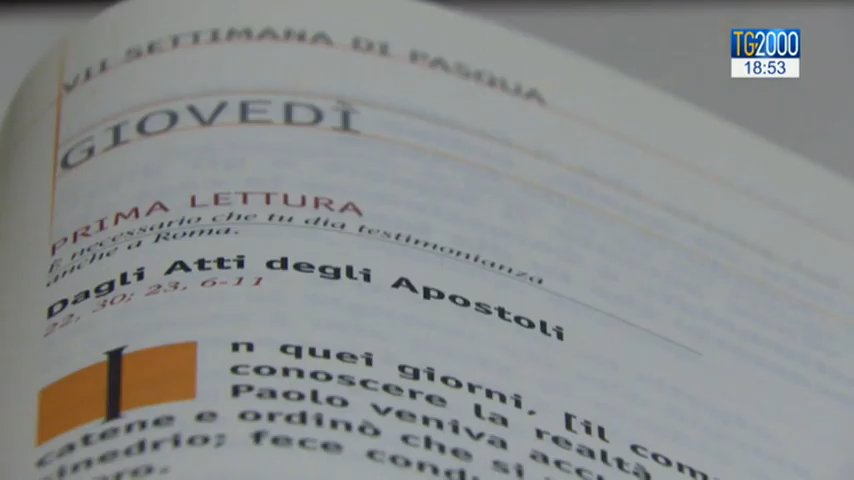 TG2000
18:53
VII SETTIMANA DI PASQUA
GIOVEDÌ
PRIMA LETTURA
È necessario che tu dia testimonianza
anche a Roma.
Dagli Atti degli Apostoli
22, 30; 23, 6-11
In quei giorni, [il com
conoscere la realtà
Paolo veniva accu
catene e ordinò che si
sinedrio; fece cond